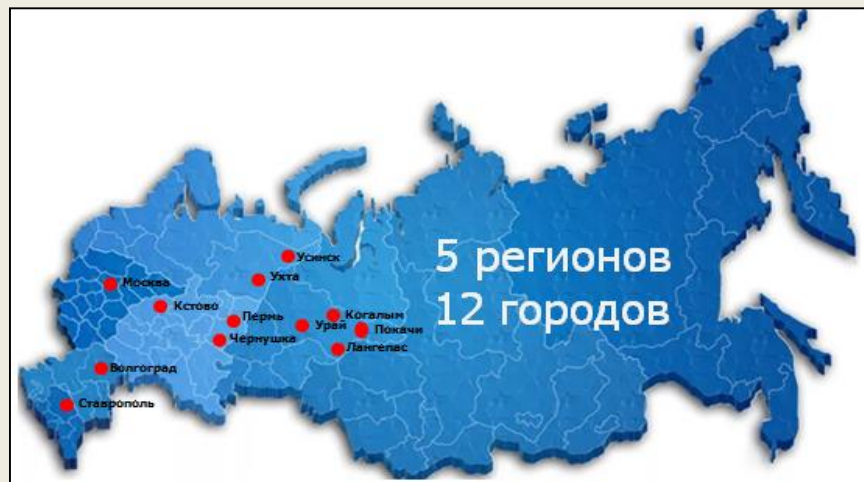 5 регионов
12 городов
Усинск
Ухта
Москва
Кстово
Пермь
Чернушка
Урай
Когалым
Покачи
Лангепас
Волгоград
Ставрополь